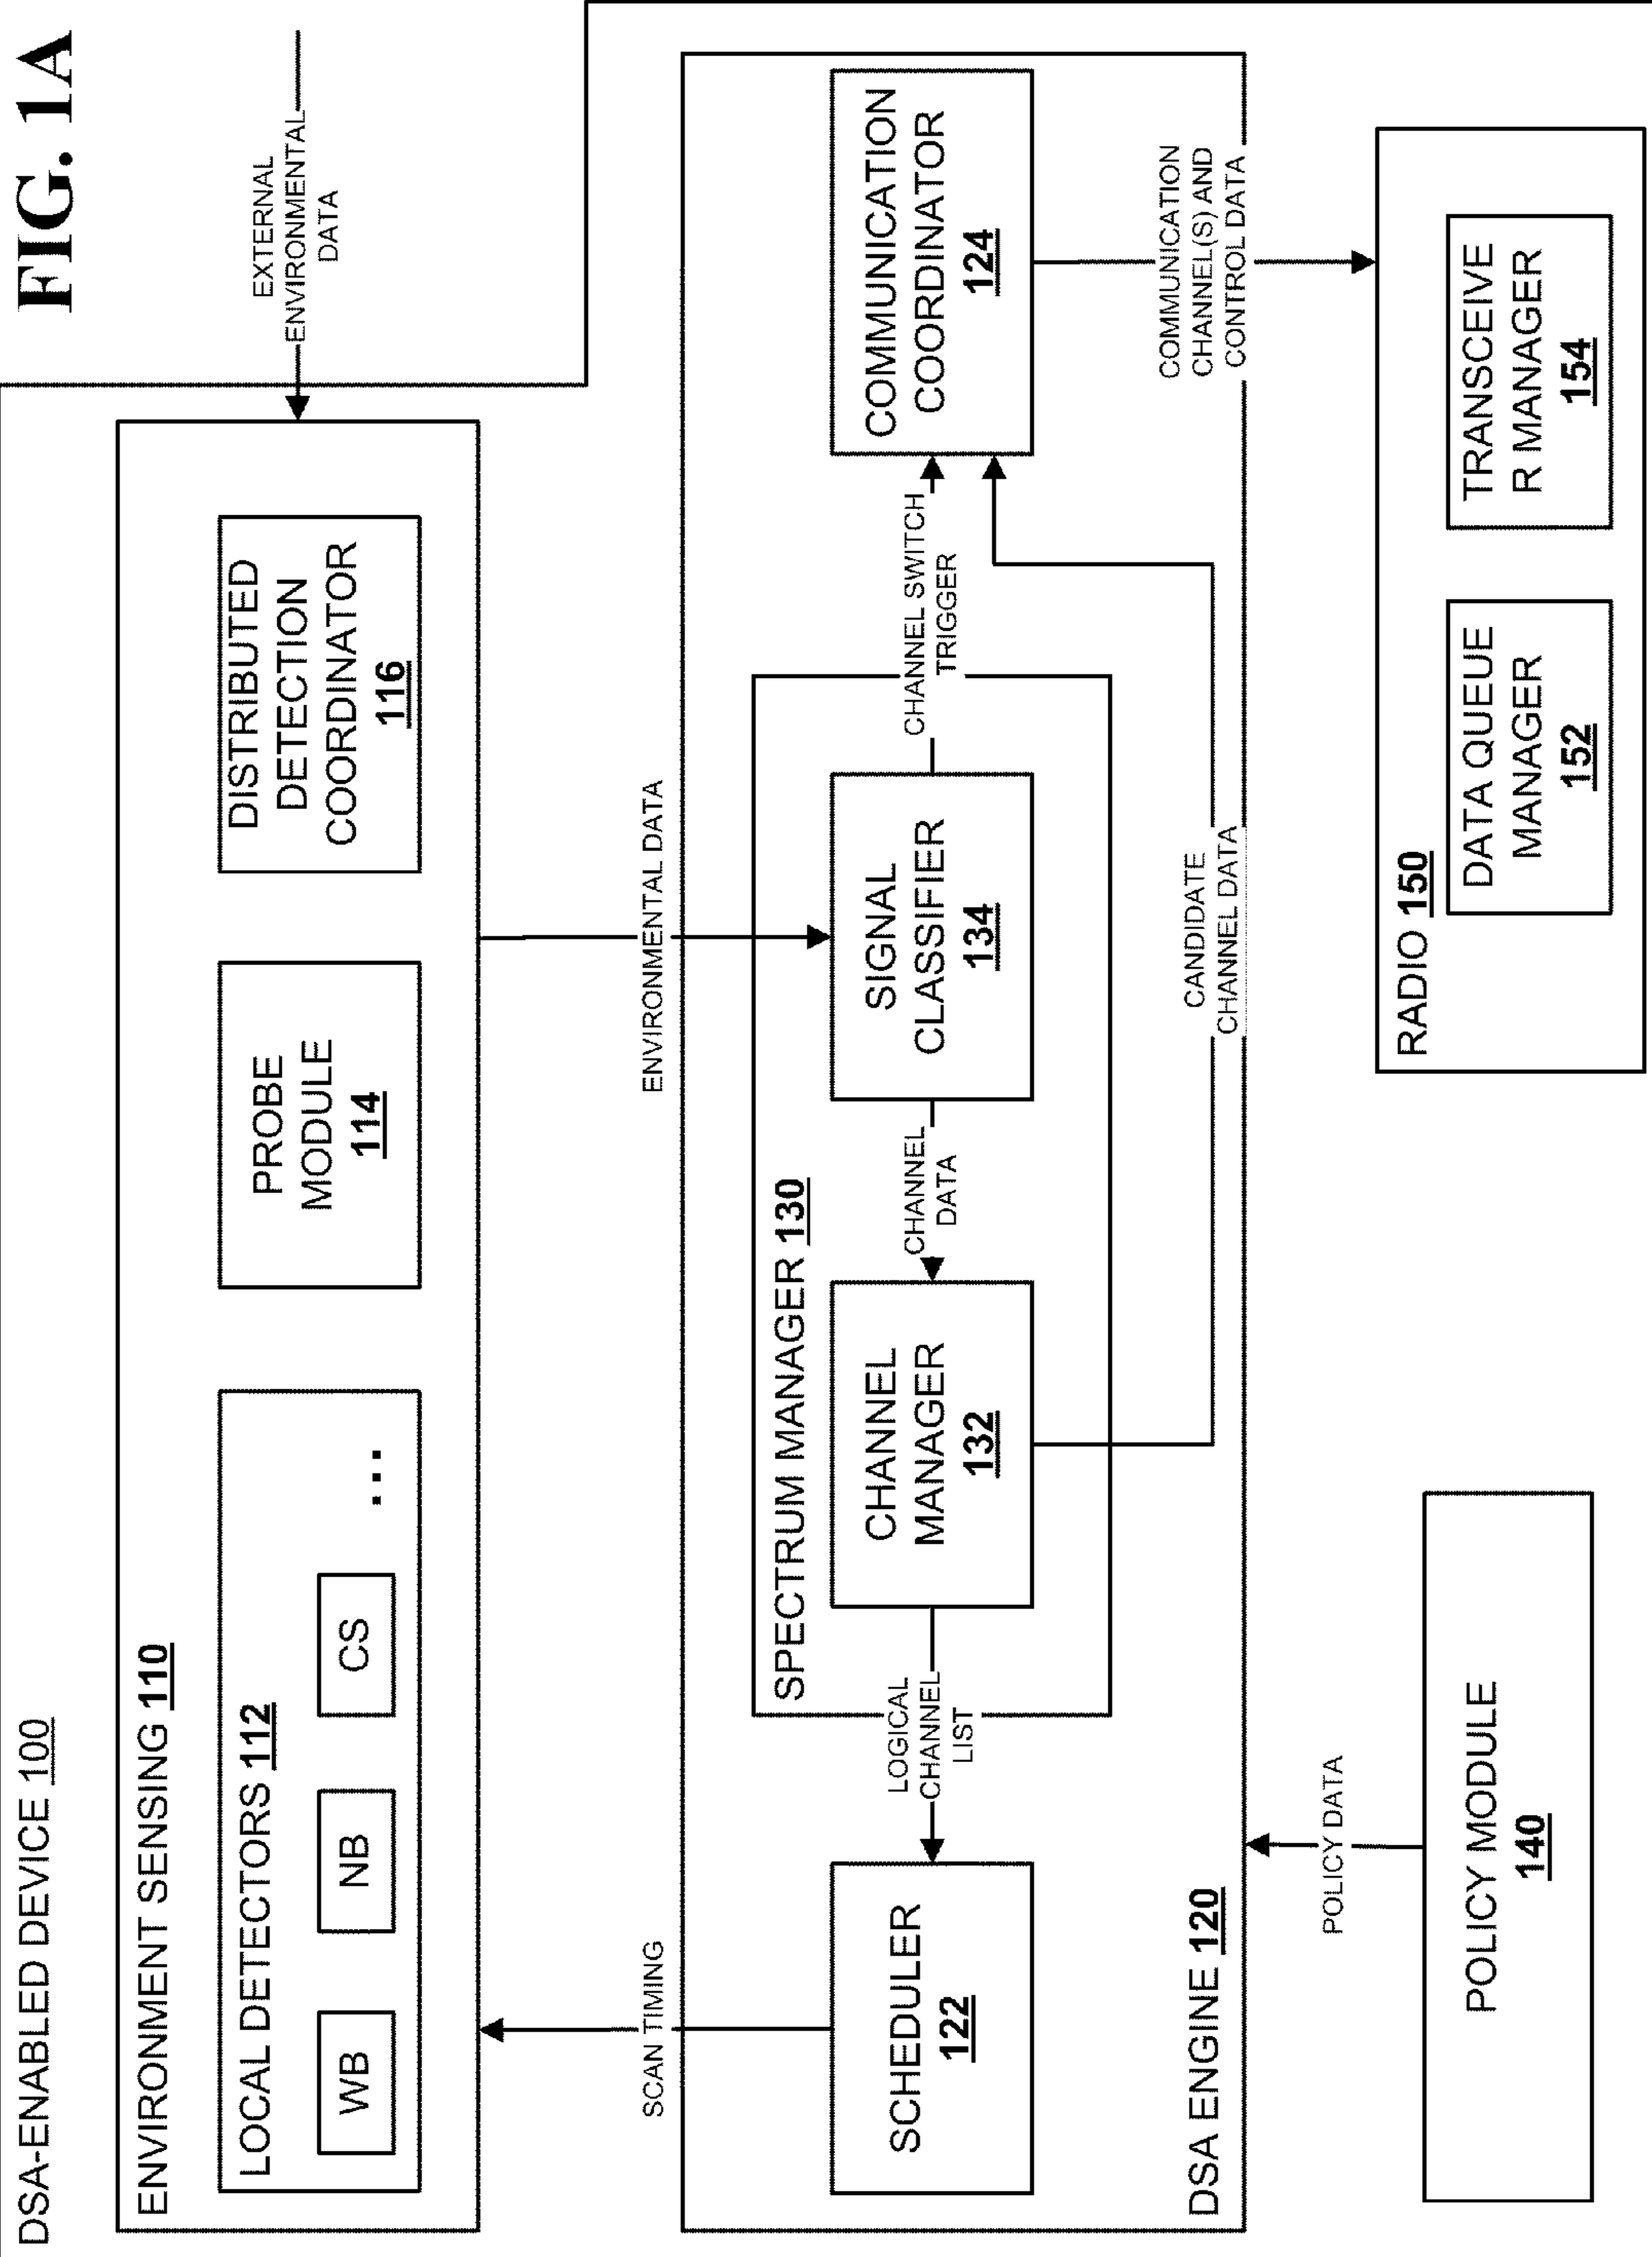 FIG. 1A
DSA-ENABLED DEVICE 100
EXTERNAL
ENVIRONMENTAL
DATA
ENVIRONMENT SENSING 110
LOCAL DETECTORS 112
WB
NB
CS
...
PROBE
MODULE
114
DISTRIBUTED
DETECTION
COORDINATOR
116
SCAN TIMING
ENVIRONMENTAL DATA
SPECTRUM MANAGER 130
SCHEDULER
122
LOGICAL
CHANNEL
LIST
CHANNEL
MANAGER
132
CHANNEL
DATA
SIGNAL
CLASSIFIER
134
CHANNEL SWITCH
TRIGGER
COMMUNICATION
COORDINATOR
124
CANDIDATE
CHANNEL DATA
COMMUNICATION
CHANNEL(S) AND
CONTROL DATA
DSA ENGINE 120
POLICY DATA
POLICY MODULE
140
RADIO 150
DATA QUEUE
MANAGER
152
TRANSCEIVE
R MANAGER
154